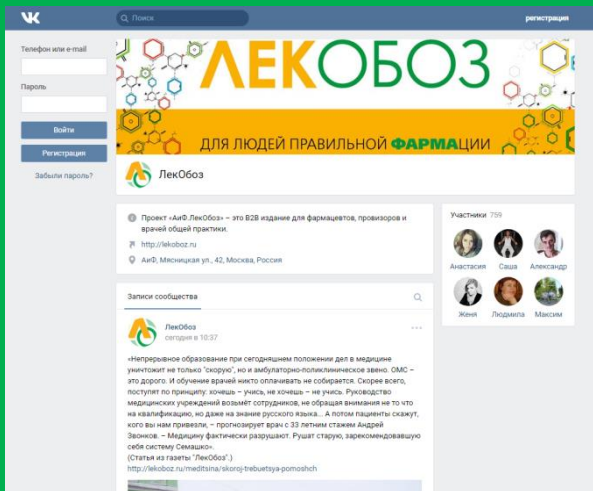 Поиск
регистрация
Телефон или e-mail
Пароль
Войти
Регистрация
Забыли пароль?
ЛЕКОБОЗ
ДЛЯ ЛЮДЕЙ ПРАВИЛЬНОЙ ФАРМАЦИИ
ЛекОбоз
Проект «АиФ.ЛекОбоз» – это B2B издание для фармацевтов, провизоров и
врачей общей практики.
http://lekoboz.ru
АиФ, Мясницкая ул., 42, Москва, Россия
Участники 759
Анастасия Саша Александр
Женя Людмила Максим
Записи сообщества
ЛекОбоз
сегодня в 10:37
«Непрерывное образование при сегодняшнем положении дел в медицине
уничтожит не только "скорую", но и амбулаторно-поликлиническое звено. ОМС –
это дорого. И обучение врачей никто оплачивать не собирается. Скорее всего,
поступят по принципу: хочешь – учись, не хочешь – не учись. Руководство
медицинских учреждений возьмёт сотрудников, не обращая внимания не то что
на квалификацию, но даже на знание русского языка... А потом пациенты скажут,
кого вы нам привезли, – прогнозирует врач с 33 летним стажем Андрей
Звонков. – Медицину фактически разрушают. Рушат старую, зарекомендовавшую
себя систему Семашко».
(Статья из газеты "ЛекОбоз".)
http://lekoboz.ru/meditsina/skoroj-trebuetsya-pomoshch